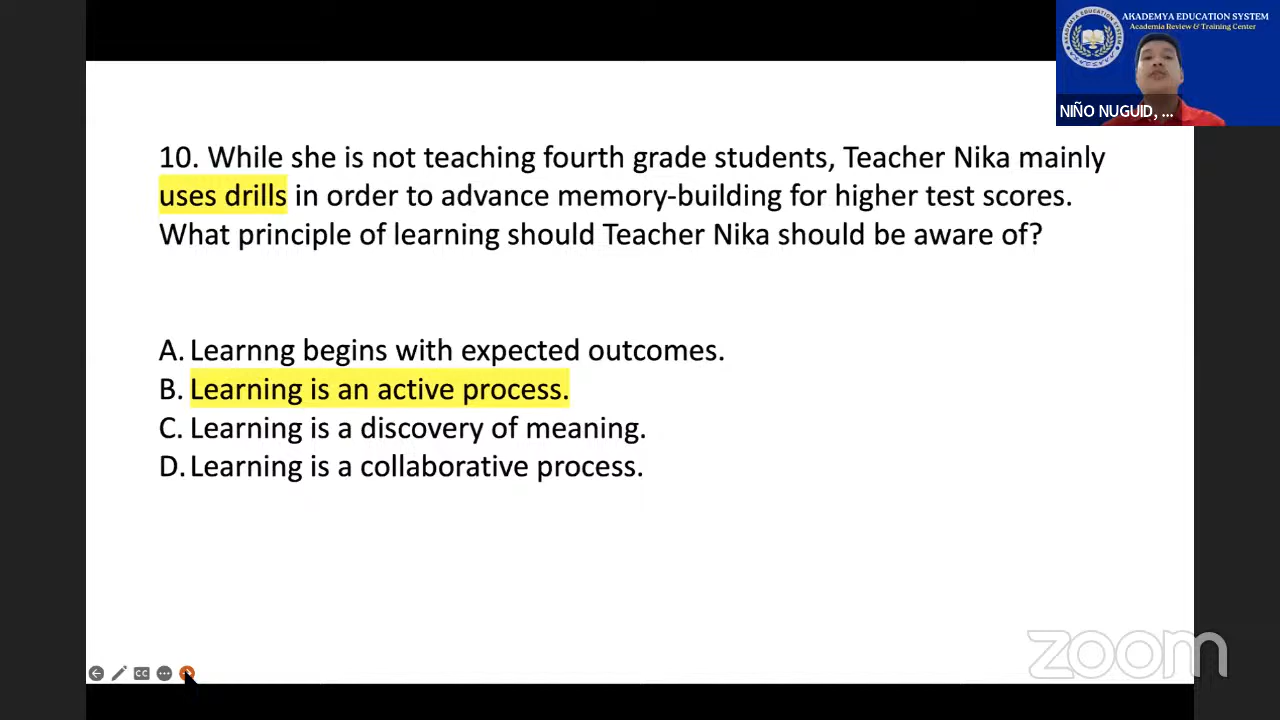 AKADEMYA EDUCATION SYSTEM
Academia Review & Training Center
NIÑO NUGUID, ...
10. While she is not teaching fourth grade students, Teacher Nika mainly
uses drills in order to advance memory-building for higher test scores.
What principle of learning should Teacher Nika should be aware of?
A. Learnng begins with expected outcomes.
B. Learning is an active process.
C. Learning is a discovery of meaning.
D. Learning is a collaborative process.
CC
zoom